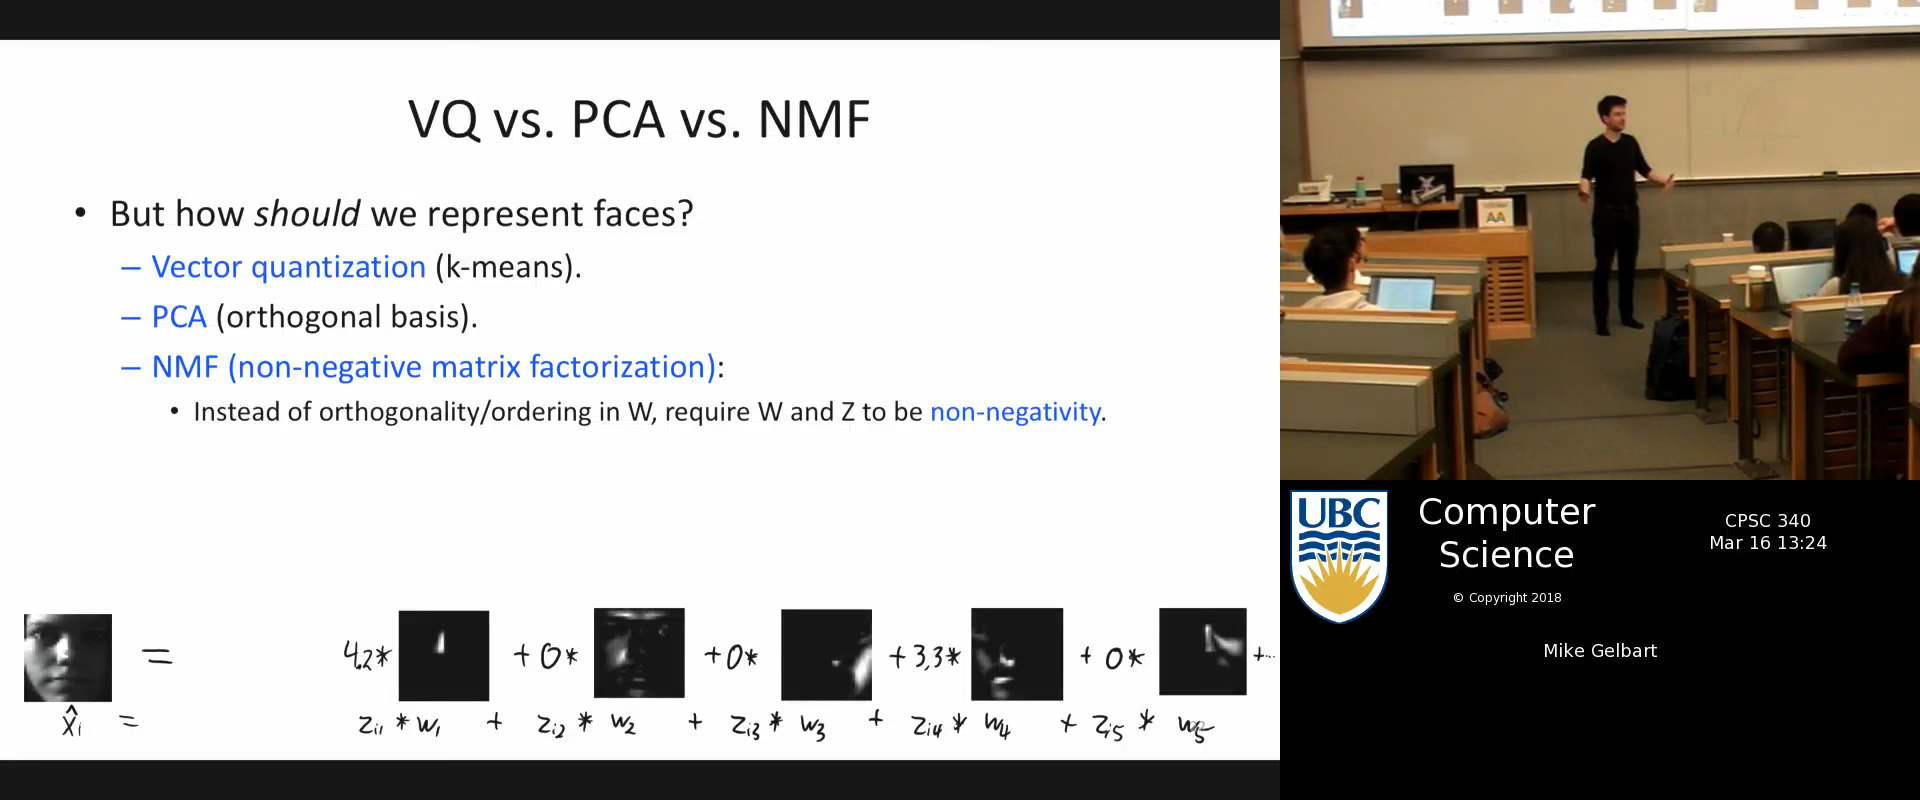 VQ vs. PCA vs. NMF
• But how should we represent faces?
– Vector quantization (k-means).
– PCA (orthogonal basis).
– NMF (non-negative matrix factorization):
• Instead of orthogonality/ordering in W, require W and Z to be non-negativity.
= 4.2* + 0* + 0* + 3.3* + 0* +...
x̂i = zi1 * w1 + zi2 * w2 + zi3 * w3 + zi4 * w4 + zi5 * w5
AA
UBC
Computer
Science
© Copyright 2018
CPSC 340
Mar 16 13:24
Mike Gelbart